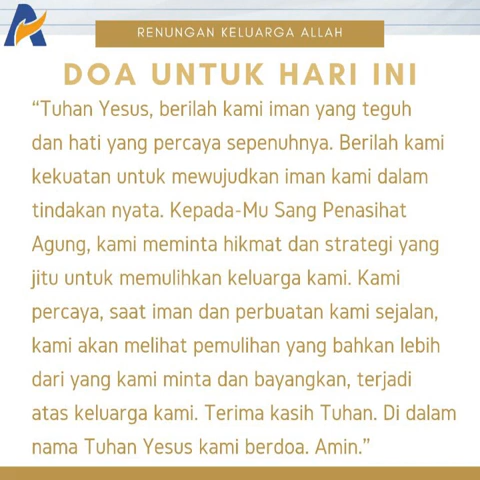 RENUNGAN KELUARGA ALLAH
DOA UNTUK HARI INI
“Tuhan Yesus, berilah kami iman yang teguh
dan hati yang percaya sepenuhnya. Berilah kami
kekuatan untuk mewujudkan iman kami dalam
tindakan nyata. Kepada-Mu Sang Penasihat
Agung, kami meminta hikmat dan strategi yang
jitu untuk memulihkan keluarga kami. Kami
percaya, saat iman dan perbuatan kami sejalan,
kami akan melihat pemulihan yang bahkan lebih
dari yang kami minta dan bayangkan, terjadi
atas keluarga kami. Terima kasih Tuhan. Di dalam
nama Tuhan Yesus kami berdoa. Amin.”